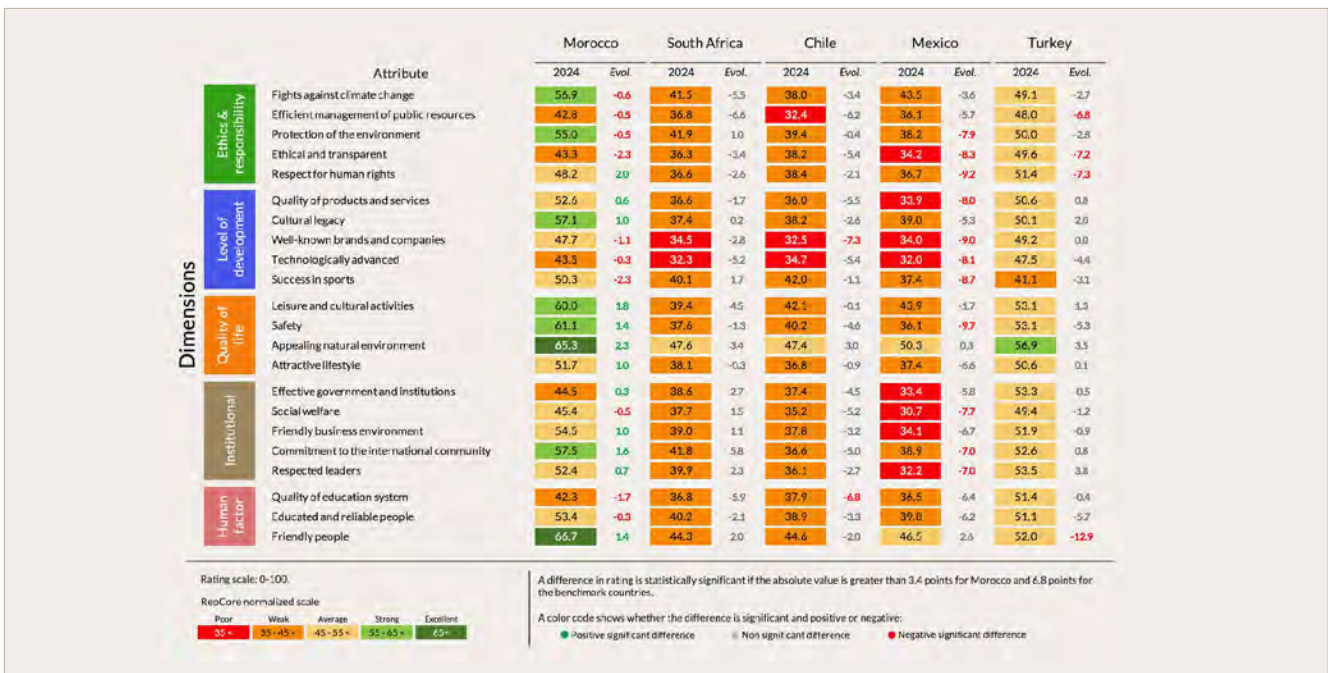 Morocco South Africa Chile Mexico Turkey
Attribute 2024 Evol. 2024 Evol. 2024 Evol. 2024 Evol. 2024 Evol.
Dimensions
Ethics & responsibility
Fights against climate change 56.9 -0.6 41.5 -5.5 38.0 -3.4 43.5 -3.6 49.1 -2.7
Efficient management of public resources 42.8 -0.5 36.8 -6.6 32.4 -6.2 36.1 -5.7 48.0 -6.8
Protection of the environment 55.0 -0.5 41.9 1.0 39.4 -0.4 38.2 -7.9 50.0 -2.8
Ethical and transparent 43.3 -2.3 36.3 -3.4 38.2 -5.4 34.2 -8.3 49.6 -7.2
Respect for human rights 48.2 2.0 36.6 -2.6 38.4 -2.1 36.7 -9.2 51.4 -7.3
Level of development
Quality of products and services 52.6 0.6 36.6 -1.7 36.0 -5.5 33.9 -8.0 50.6 0.8
Cultural legacy 57.1 1.0 37.4 0.2 38.2 -2.6 39.0 -5.3 50.1 2.0
Well-known brands and companies 47.7 -1.1 34.5 -2.8 32.5 -7.3 34.0 -9.0 49.2 0.0
Technologically advanced 43.5 -0.3 32.3 -5.2 34.7 -5.4 32.0 -8.1 47.5 -4.4
Success in sports 50.3 -2.3 40.1 1.7 42.0 -1.1 37.4 -8.7 41.1 -3.1
Quality of life
Leisure and cultural activities 60.0 1.8 39.4 4.5 42.1 -0.1 43.9 -1.7 53.1 1.3
Safety 61.1 1.4 37.6 -1.3 40.2 -4.6 36.1 -9.7 53.1 -5.3
Appealing natural environment 65.3 2.3 47.6 3.4 47.4 3.0 50.3 0.3 56.9 3.5
Attractive lifestyle 51.7 1.0 38.1 -0.3 36.8 -0.9 37.4 -6.6 50.6 0.1
Institutional
Effective government and institutions 44.5 0.3 38.6 2.7 37.4 -4.5 33.4 -5.8 53.3 0.5
Social welfare 45.4 -0.5 37.7 1.5 35.2 -5.2 30.7 -7.7 49.4 -1.2
Friendly business environment 54.5 1.0 39.0 1.1 37.8 -3.2 34.1 -6.7 51.9 -0.9
Commitment to the international community 57.5 1.6 41.8 5.8 36.6 -5.0 38.9 -7.0 52.6 0.8
Respected leaders 52.4 0.7 39.9 2.3 36.1 -2.7 32.2 -7.0 53.5 3.8
Human factor
Quality of education system 42.3 -1.7 36.8 -5.9 37.9 -6.8 36.5 -6.4 51.4 -0.4
Educated and reliable people 53.4 -0.3 40.2 -2.1 38.9 -3.3 39.8 -6.2 51.1 -5.7
Friendly people 66.7 1.4 44.3 2.0 44.6 -2.0 46.5 2.6 52.0 -12.9
Rating scale: 0-100.
RepCore normalized scale
Poor Weak Average Strong Excellent
35< 35-45< 45-55< 55-65< 65<
A difference in rating is statistically significant if the absolute value is greater than 3.4 points for Morocco and 6.8 points for
the benchmark countries.
A color code shows whether the difference is significant and positive or negative:
Positive significant difference Non significant difference Negative significant difference